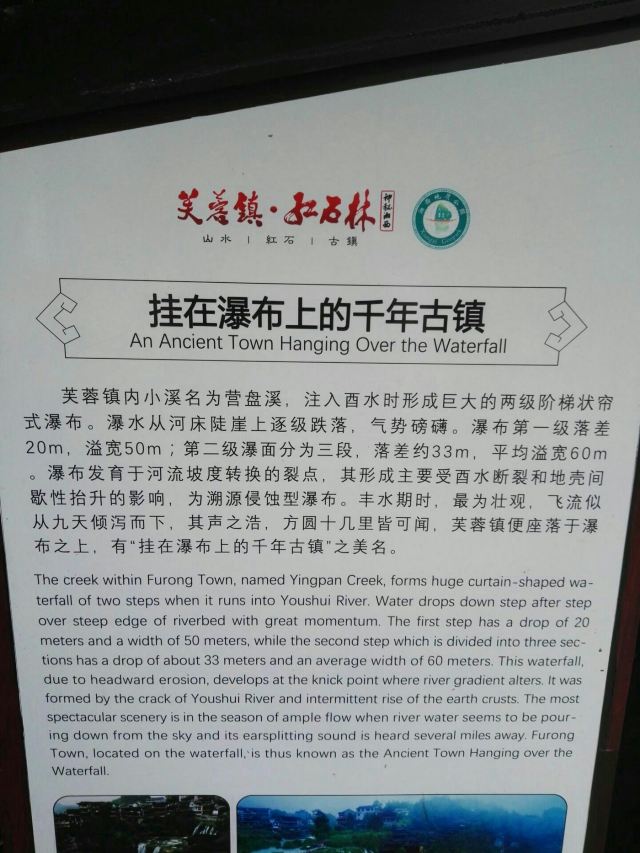 芙蓉镇·红石林
神秘湘西
山水 | 紅石 | 古鎮
挂在瀑布上的千年古镇
An Ancient Town Hanging Over the Waterfall
芙蓉镇内小溪名为营盘溪，注入酉水时形成巨大的两级阶梯状帘
式瀑布。瀑水从河床陡崖上逐级跌落，气势磅礴。瀑布第一级落差
20m，溢宽50m；第二级瀑面分为三段，落差约33m，平均溢宽60m
。瀑布发育于河流坡度转换的裂点，其形成主要受酉水断裂和地壳间
歇性抬升的影响，为溯源侵蚀型瀑布。丰水期时，最为壮观，飞流似
从九天倾泻而下，其声之浩，方圆十几里皆可闻，芙蓉镇便座落于瀑
布之上，有“挂在瀑布上的千年古镇”之美名。
The creek within Furong Town, named Yingpan Creek, forms huge curtain-shaped wa-
terfall of two steps when it runs into Youshui River. Water drops down step after step
over steep edge of riverbed with great momentum. The first step has a drop of 20
meters and a width of 50 meters, while the second step which is divided into three sec-
tions has a drop of about 33 meters and an average width of 60 meters. This waterfall,
due to headward erosion, develops at the knick point where river gradient alters. It was
formed by the crack of Youshui River and intermittent rise of the earth crusts. The most
spectacular scenery is in the season of ample flow when river water seems to be pour-
ing down from the sky and its earsplitting sound is heard several miles away. Furong
Town, located on the waterfall, is thus known as the Ancient Town Hanging over the
Waterfall.